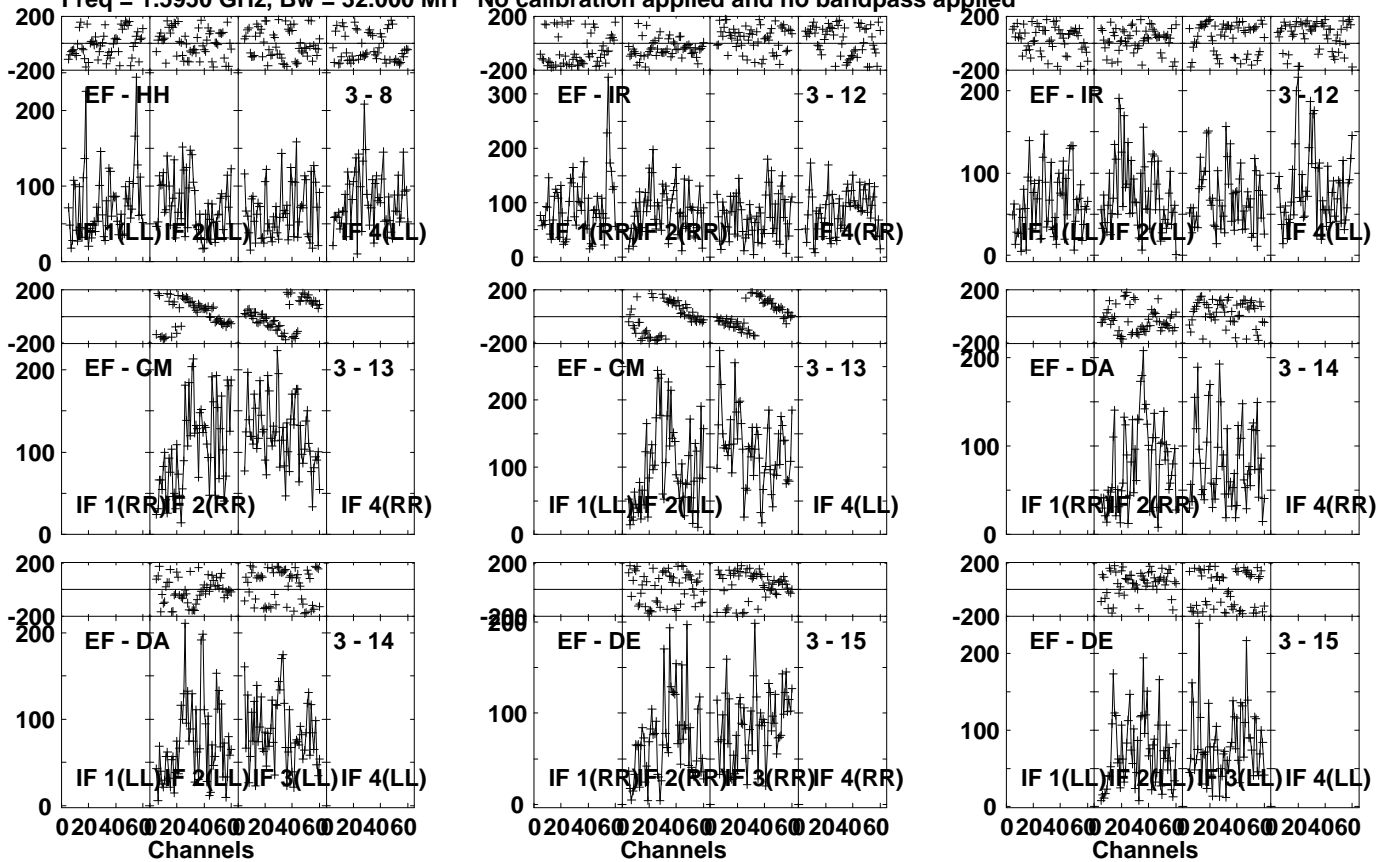 Freq = 1.5950 GHz, Bw = 32.000 MH No calibration applied and no bandpass applied
200
-200
200
100
0
EF - HH
3 - 8
IF 1(LL)
IF 2(LL)
IF 4(LL)
200
-200
300
200
100
0
EF - IR
3 - 12
IF 1(RR)
IF 2(RR)
IF 4(RR)
200
-200
200
100
0
EF - IR
3 - 12
IF 1(LL)
IF 2(LL)
IF 4(LL)
200
-200
200
100
0
EF - CM
3 - 13
IF 1(RR)
IF 2(RR)
IF 4(RR)
200
-200
200
100
0
EF - CM
3 - 13
IF 1(LL)
IF 2(LL)
IF 4(LL)
200
-200
200
100
0
EF - DA
3 - 14
IF 1(RR)
IF 2(RR)
IF 4(RR)
200
-200
200
100
0
EF - DA
3 - 14
IF 1(LL)
IF 2(LL)
IF 3(LL)
IF 4(LL)
200
-200
200
100
0
EF - DE
3 - 15
IF 1(RR)
IF 2(RR)
IF 3(RR)
IF 4(RR)
200
-200
200
100
0
EF - DE
3 - 15
IF 1(LL)
IF 2(LL)
IF 3(LL)
IF 4(LL)
0 20 40 60 0 20 40 60 0 20 40 60 0 20 40 60
Channels
0 20 40 60 0 20 40 60 0 20 40 60 0 20 40 60
Channels
0 20 40 60 0 20 40 60 0 20 40 60 0 20 40 60
Channels